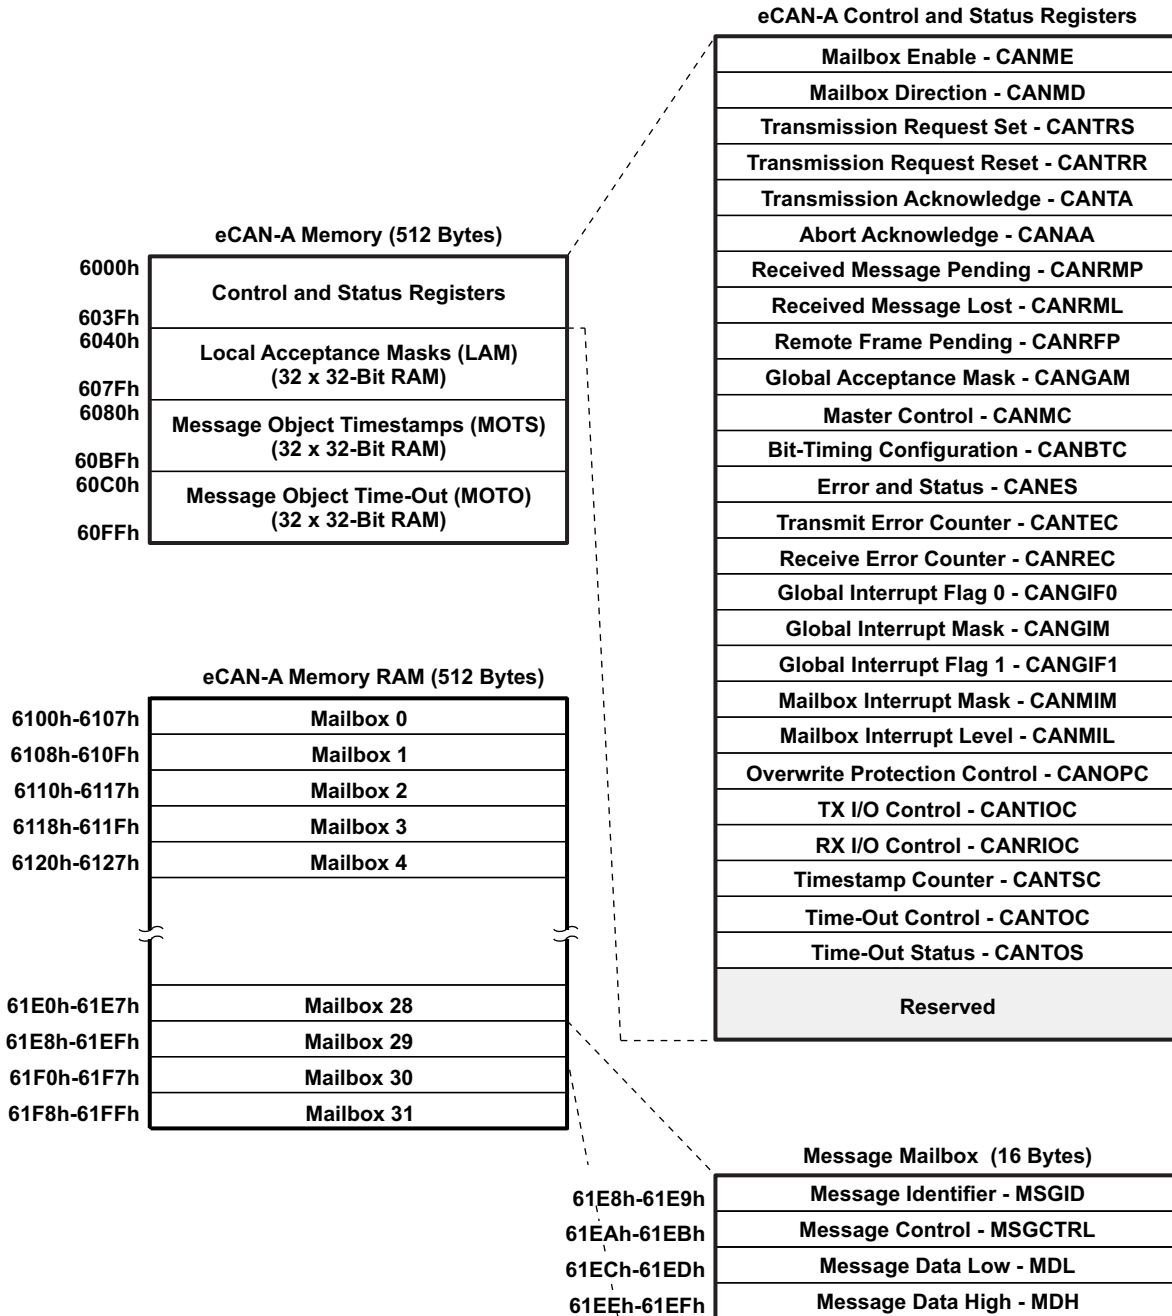 eCAN-A Control and Status Registers
Mailbox Enable - CANME
Mailbox Direction - CANMD
Transmission Request Set - CANTRS
Transmission Request Reset - CANTRR
Transmission Acknowledge - CANTA
Abort Acknowledge - CANAA
Received Message Pending - CANRMP
Received Message Lost - CANRML
Remote Frame Pending - CANRFP
Global Acceptance Mask - CANGAM
Master Control - CANMC
Bit-Timing Configuration - CANBTC
Error and Status - CANES
Transmit Error Counter - CANTEC
Receive Error Counter - CANREC
Global Interrupt Flag 0 - CANGIF0
Global Interrupt Mask - CANGIM
Global Interrupt Flag 1 - CANGIF1
Mailbox Interrupt Mask - CANMIM
Mailbox Interrupt Level - CANMIL
Overwrite Protection Control - CANOPC
TX I/O Control - CANTIOC
RX I/O Control - CANRIOC
Timestamp Counter - CANTSC
Time-Out Control - CANTOC
Time-Out Status - CANTOS
Reserved
eCAN-A Memory (512 Bytes)
6000h
Control and Status Registers
603Fh
6040h
Local Acceptance Masks (LAM)
(32 x 32-Bit RAM)
607Fh
6080h
Message Object Timestamps (MOTS)
(32 x 32-Bit RAM)
60BFh
60C0h
Message Object Time-Out (MOTO)
(32 x 32-Bit RAM)
60FFh
eCAN-A Memory RAM (512 Bytes)
6100h-6107h Mailbox 0
6108h-610Fh Mailbox 1
6110h-6117h Mailbox 2
6118h-611Fh Mailbox 3
6120h-6127h Mailbox 4
61E0h-61E7h Mailbox 28
61E8h-61EFh Mailbox 29
61F0h-61F7h Mailbox 30
61F8h-61FFh Mailbox 31
Message Mailbox (16 Bytes)
61E8h-61E9h Message Identifier - MSGID
61EAh-61EBh Message Control - MSGCTRL
61ECh-61EDh Message Data Low - MDL
61EEh-61EFh Message Data High - MDH